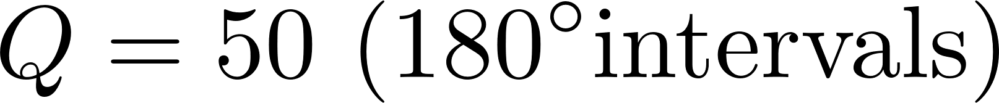 Q = 50 (180°intervals)